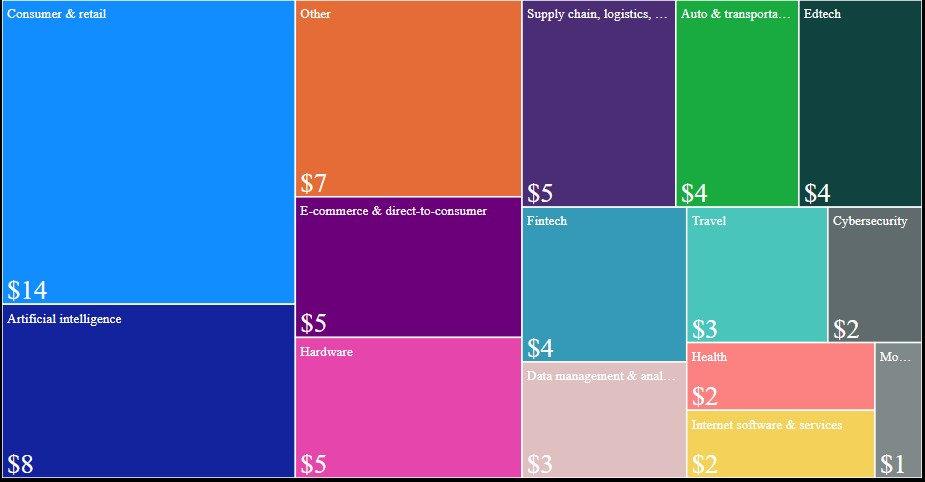 Consumer & retail
$14
Artificial intelligence
$8
Other
$7
E-commerce & direct-to-consumer
$5
Hardware
$5
Supply chain, logistics, ...
$5
Auto & transporta...
$4
Edtech
$4
Fintech
$4
Data management & anal...
$3
Travel
$3
Cybersecurity
$2
Health
$2
Internet software & services
$2
Mo...
$1